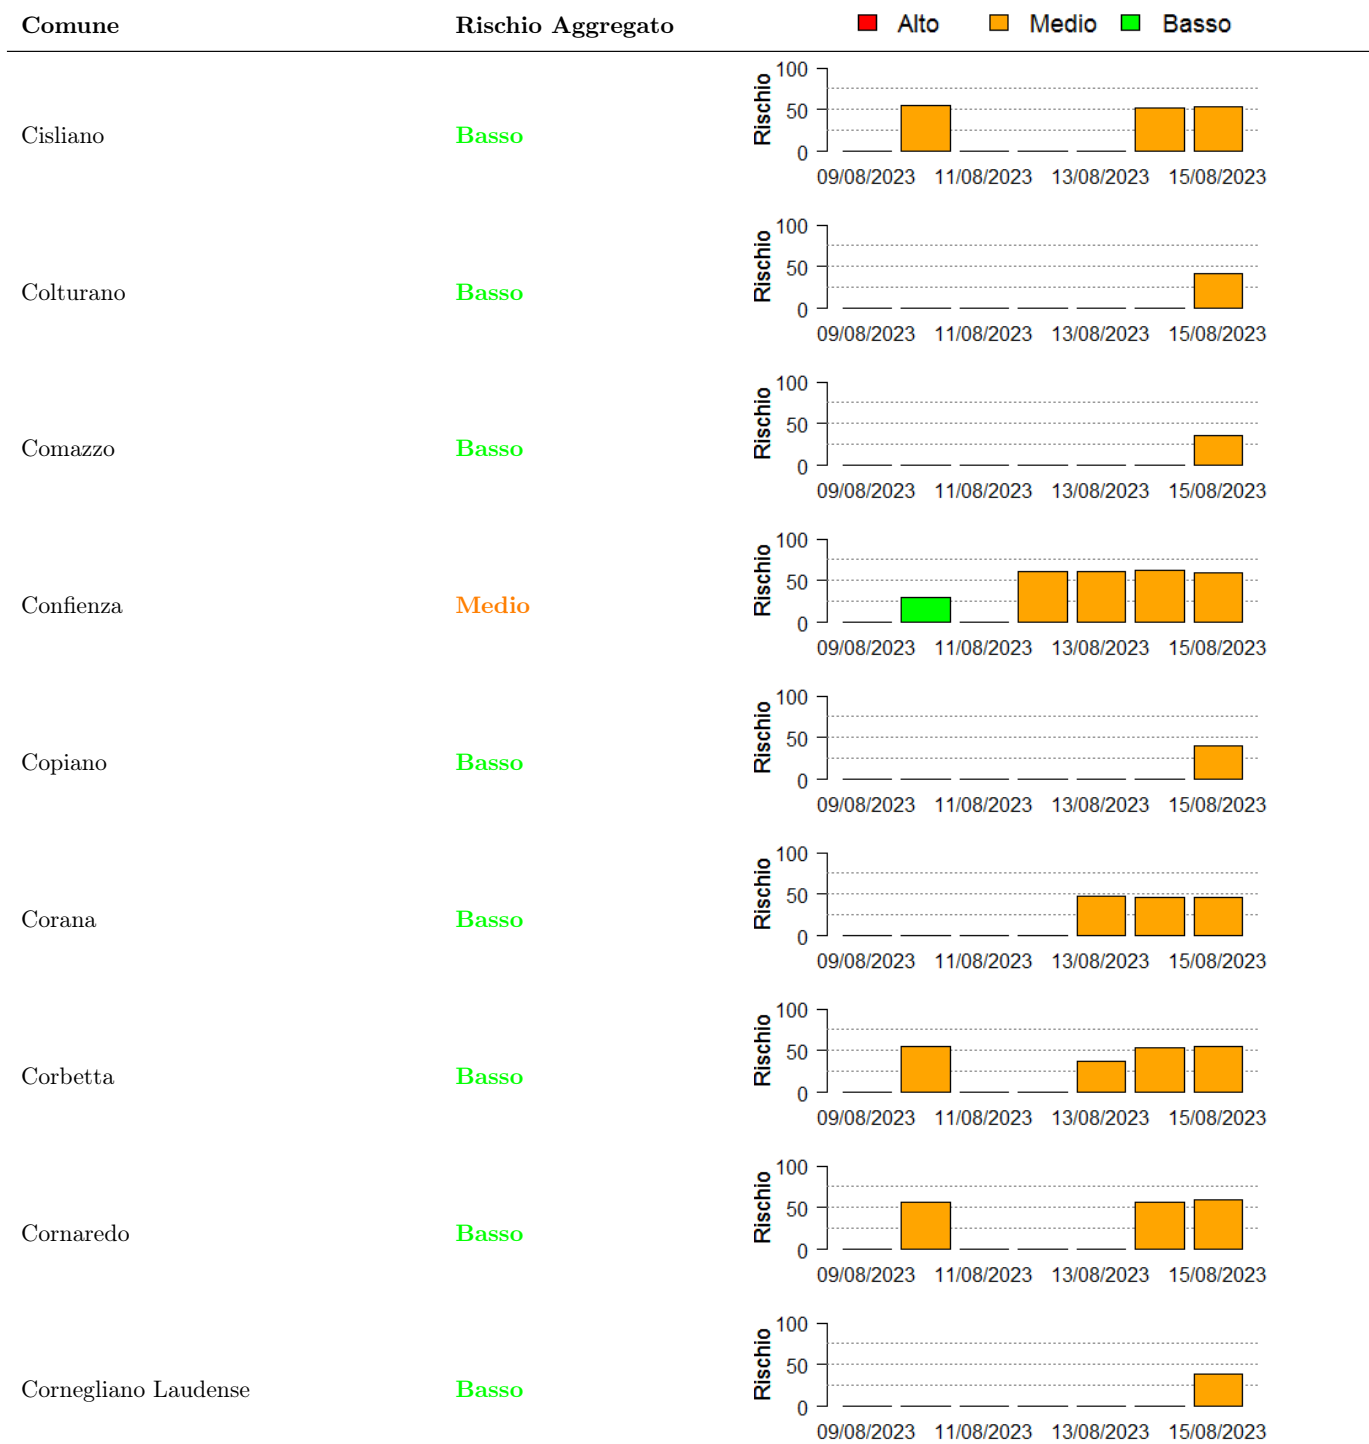 Comune Rischio Aggregato Alto Medio Basso
Cisliano Basso Rischio 100 50 0
09/08/2023 11/08/2023 13/08/2023 15/08/2023
Colturano Basso Rischio 100 50 0
09/08/2023 11/08/2023 13/08/2023 15/08/2023
Comazzo Basso Rischio 100 50 0
09/08/2023 11/08/2023 13/08/2023 15/08/2023
Confienza Medio Rischio 100 50 0
09/08/2023 11/08/2023 13/08/2023 15/08/2023
Copiano Basso Rischio 100 50 0
09/08/2023 11/08/2023 13/08/2023 15/08/2023
Corana Basso Rischio 100 50 0
09/08/2023 11/08/2023 13/08/2023 15/08/2023
Corbetta Basso Rischio 100 50 0
09/08/2023 11/08/2023 13/08/2023 15/08/2023
Cornaredo Basso Rischio 100 50 0
09/08/2023 11/08/2023 13/08/2023 15/08/2023
Cornegliano Laudense Basso Rischio 100 50 0
09/08/2023 11/08/2023 13/08/2023 15/08/2023